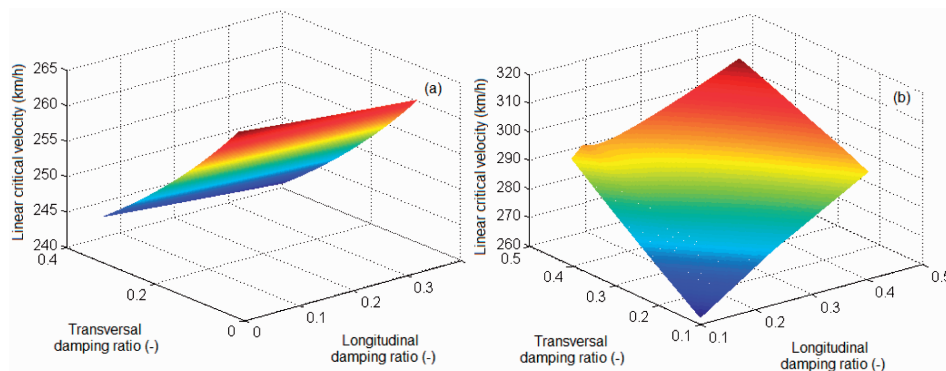 (a)
Linear critical velocity (km/h)
265
260
255
250
245
240
0.4
0.2
0
0
0.1
0.2
0.3
Transversal
damping ratio (-)
Longitudinal
damping ratio (-)
(b)
Linear critical velocity (km/h)
320
310
300
290
280
270
260
0.5
0.4
0.3
0.2
0.1
0.1
0.2
0.3
0.4
0.5
Transversal
damping ratio (-)
Longitudinal
damping ratio (-)